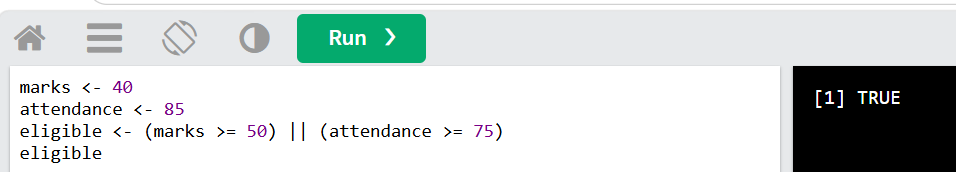 Run ❯
marks <- 40
attendance <- 85
eligible <- (marks >= 50) || (attendance >= 75)
eligible
[1] TRUE